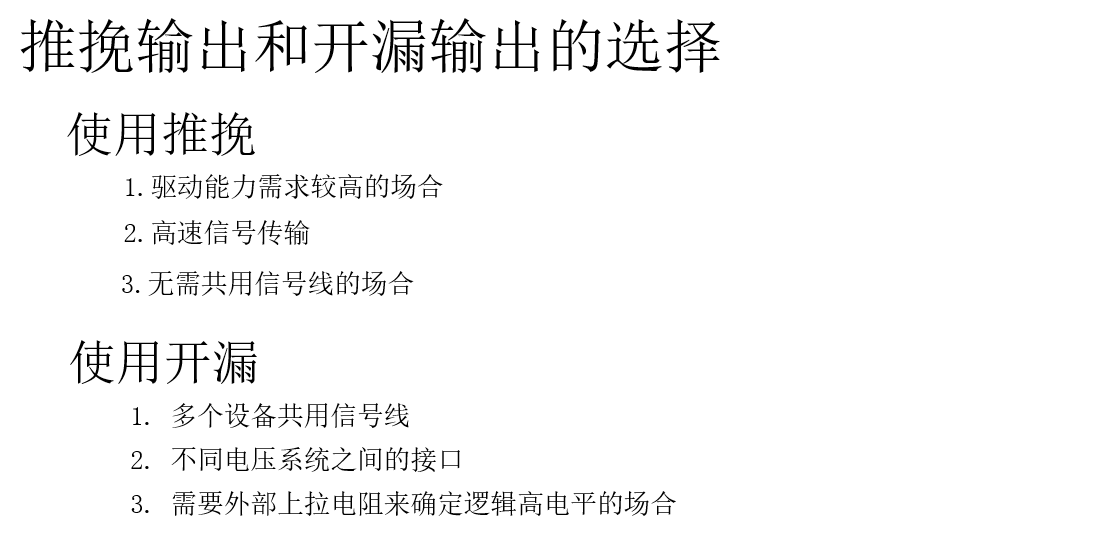 推挽输出和开漏输出的选择
使用推挽
1.驱动能力需求较高的场合
2.高速信号传输
3.无需共用信号线的场合
使用开漏
1. 多个设备共用信号线
2. 不同电压系统之间的接口
3. 需要外部上拉电阻来确定逻辑高电平的场合